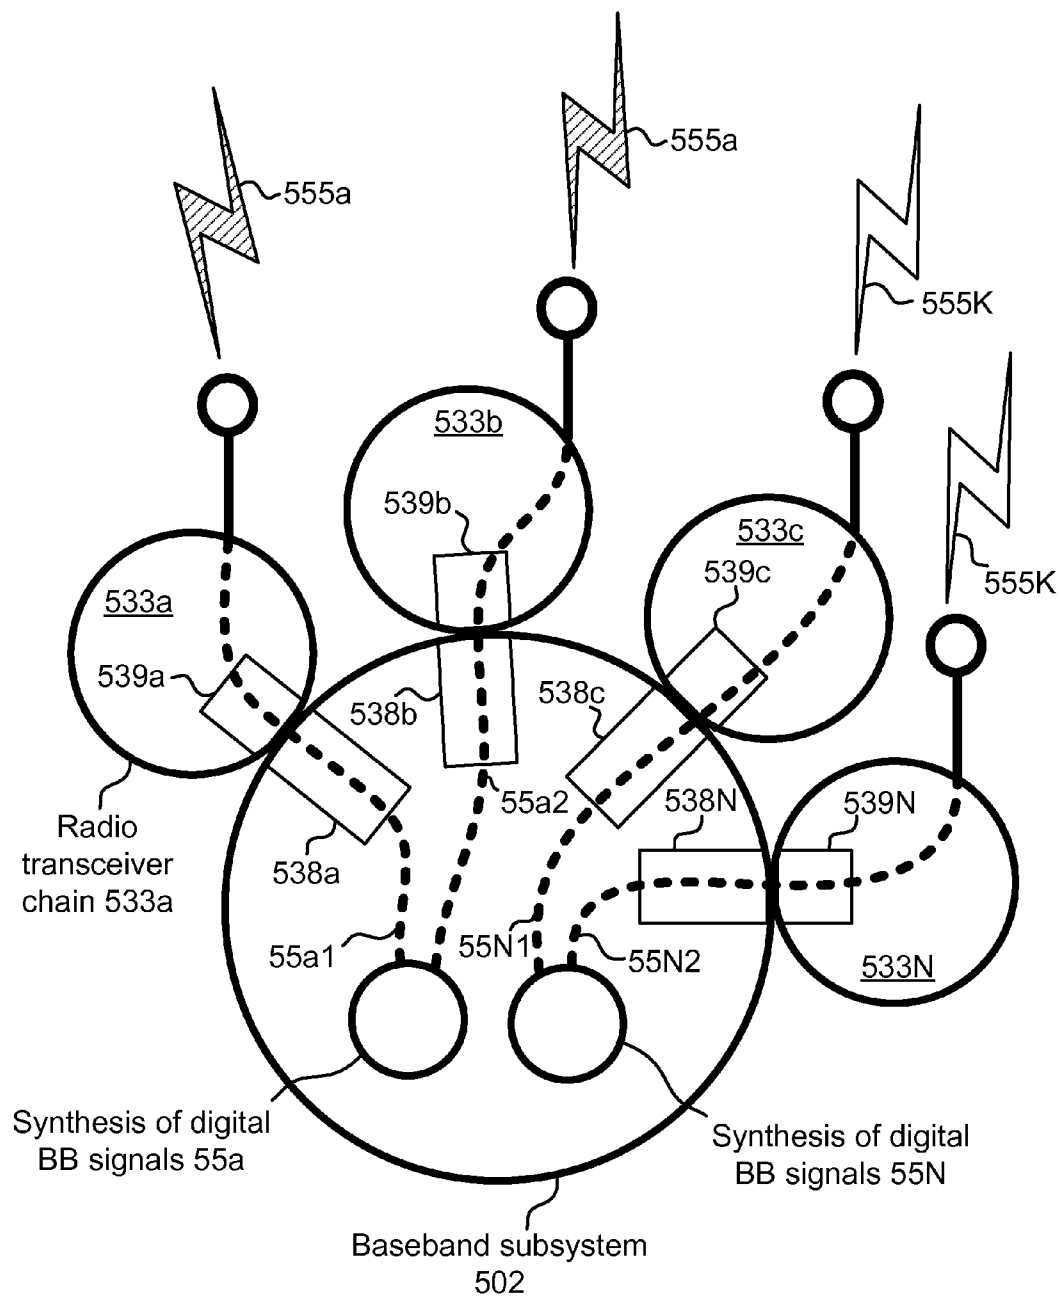 555a
555a
555K
533b
539b
533c
539c
555K
533a
539a
538b
538c
55a2
538N
539N
Radio
transceiver
chain 533a
538a
55a1
55N1
55N2
533N
Synthesis of digital
BB signals 55a
Synthesis of digital
BB signals 55N
Baseband subsystem
502